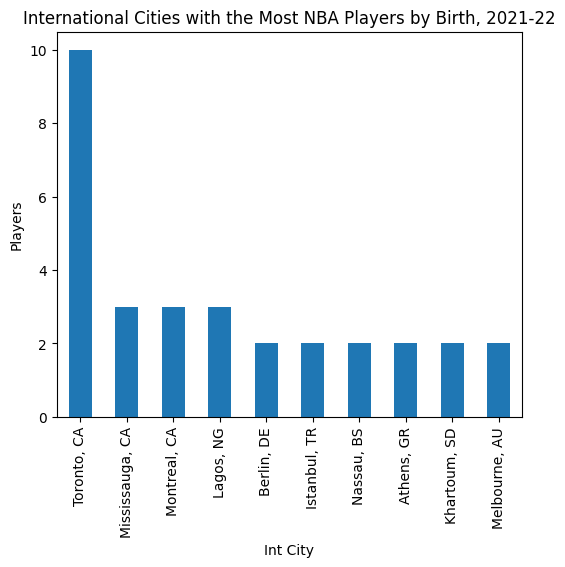 International Cities with the Most NBA Players by Birth, 2021-22
Players
10
8
6
4
2
0
Toronto, CA
Mississauga, CA
Montreal, CA
Lagos, NG
Berlin, DE
Istanbul, TR
Nassau, BS
Athens, GR
Khartoum, SD
Melbourne, AU
Int City